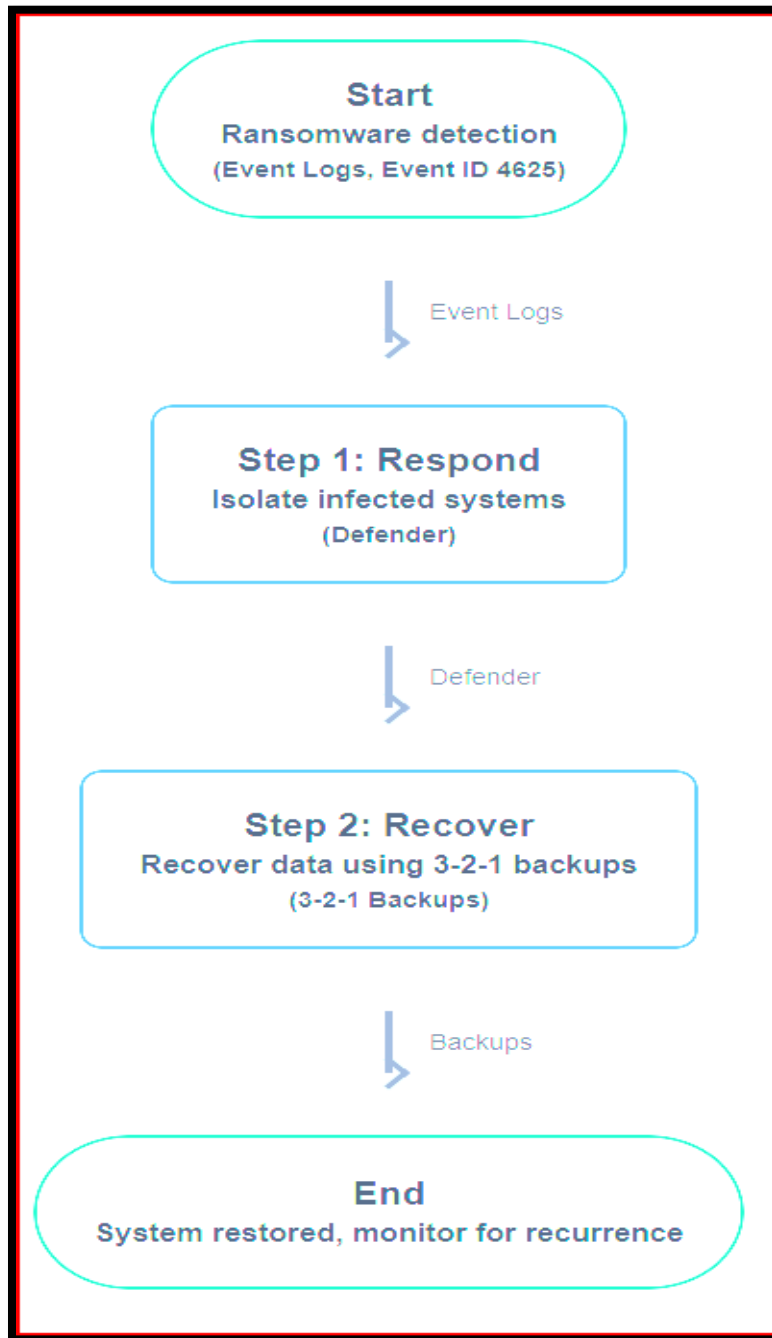 Start
Ransomware detection
(Event Logs, Event ID 4625)
Event Logs
Step 1: Respond
Isolate infected systems
(Defender)
Defender
Step 2: Recover
Recover data using 3-2-1 backups
(3-2-1 Backups)
Backups
End
System restored, monitor for recurrence